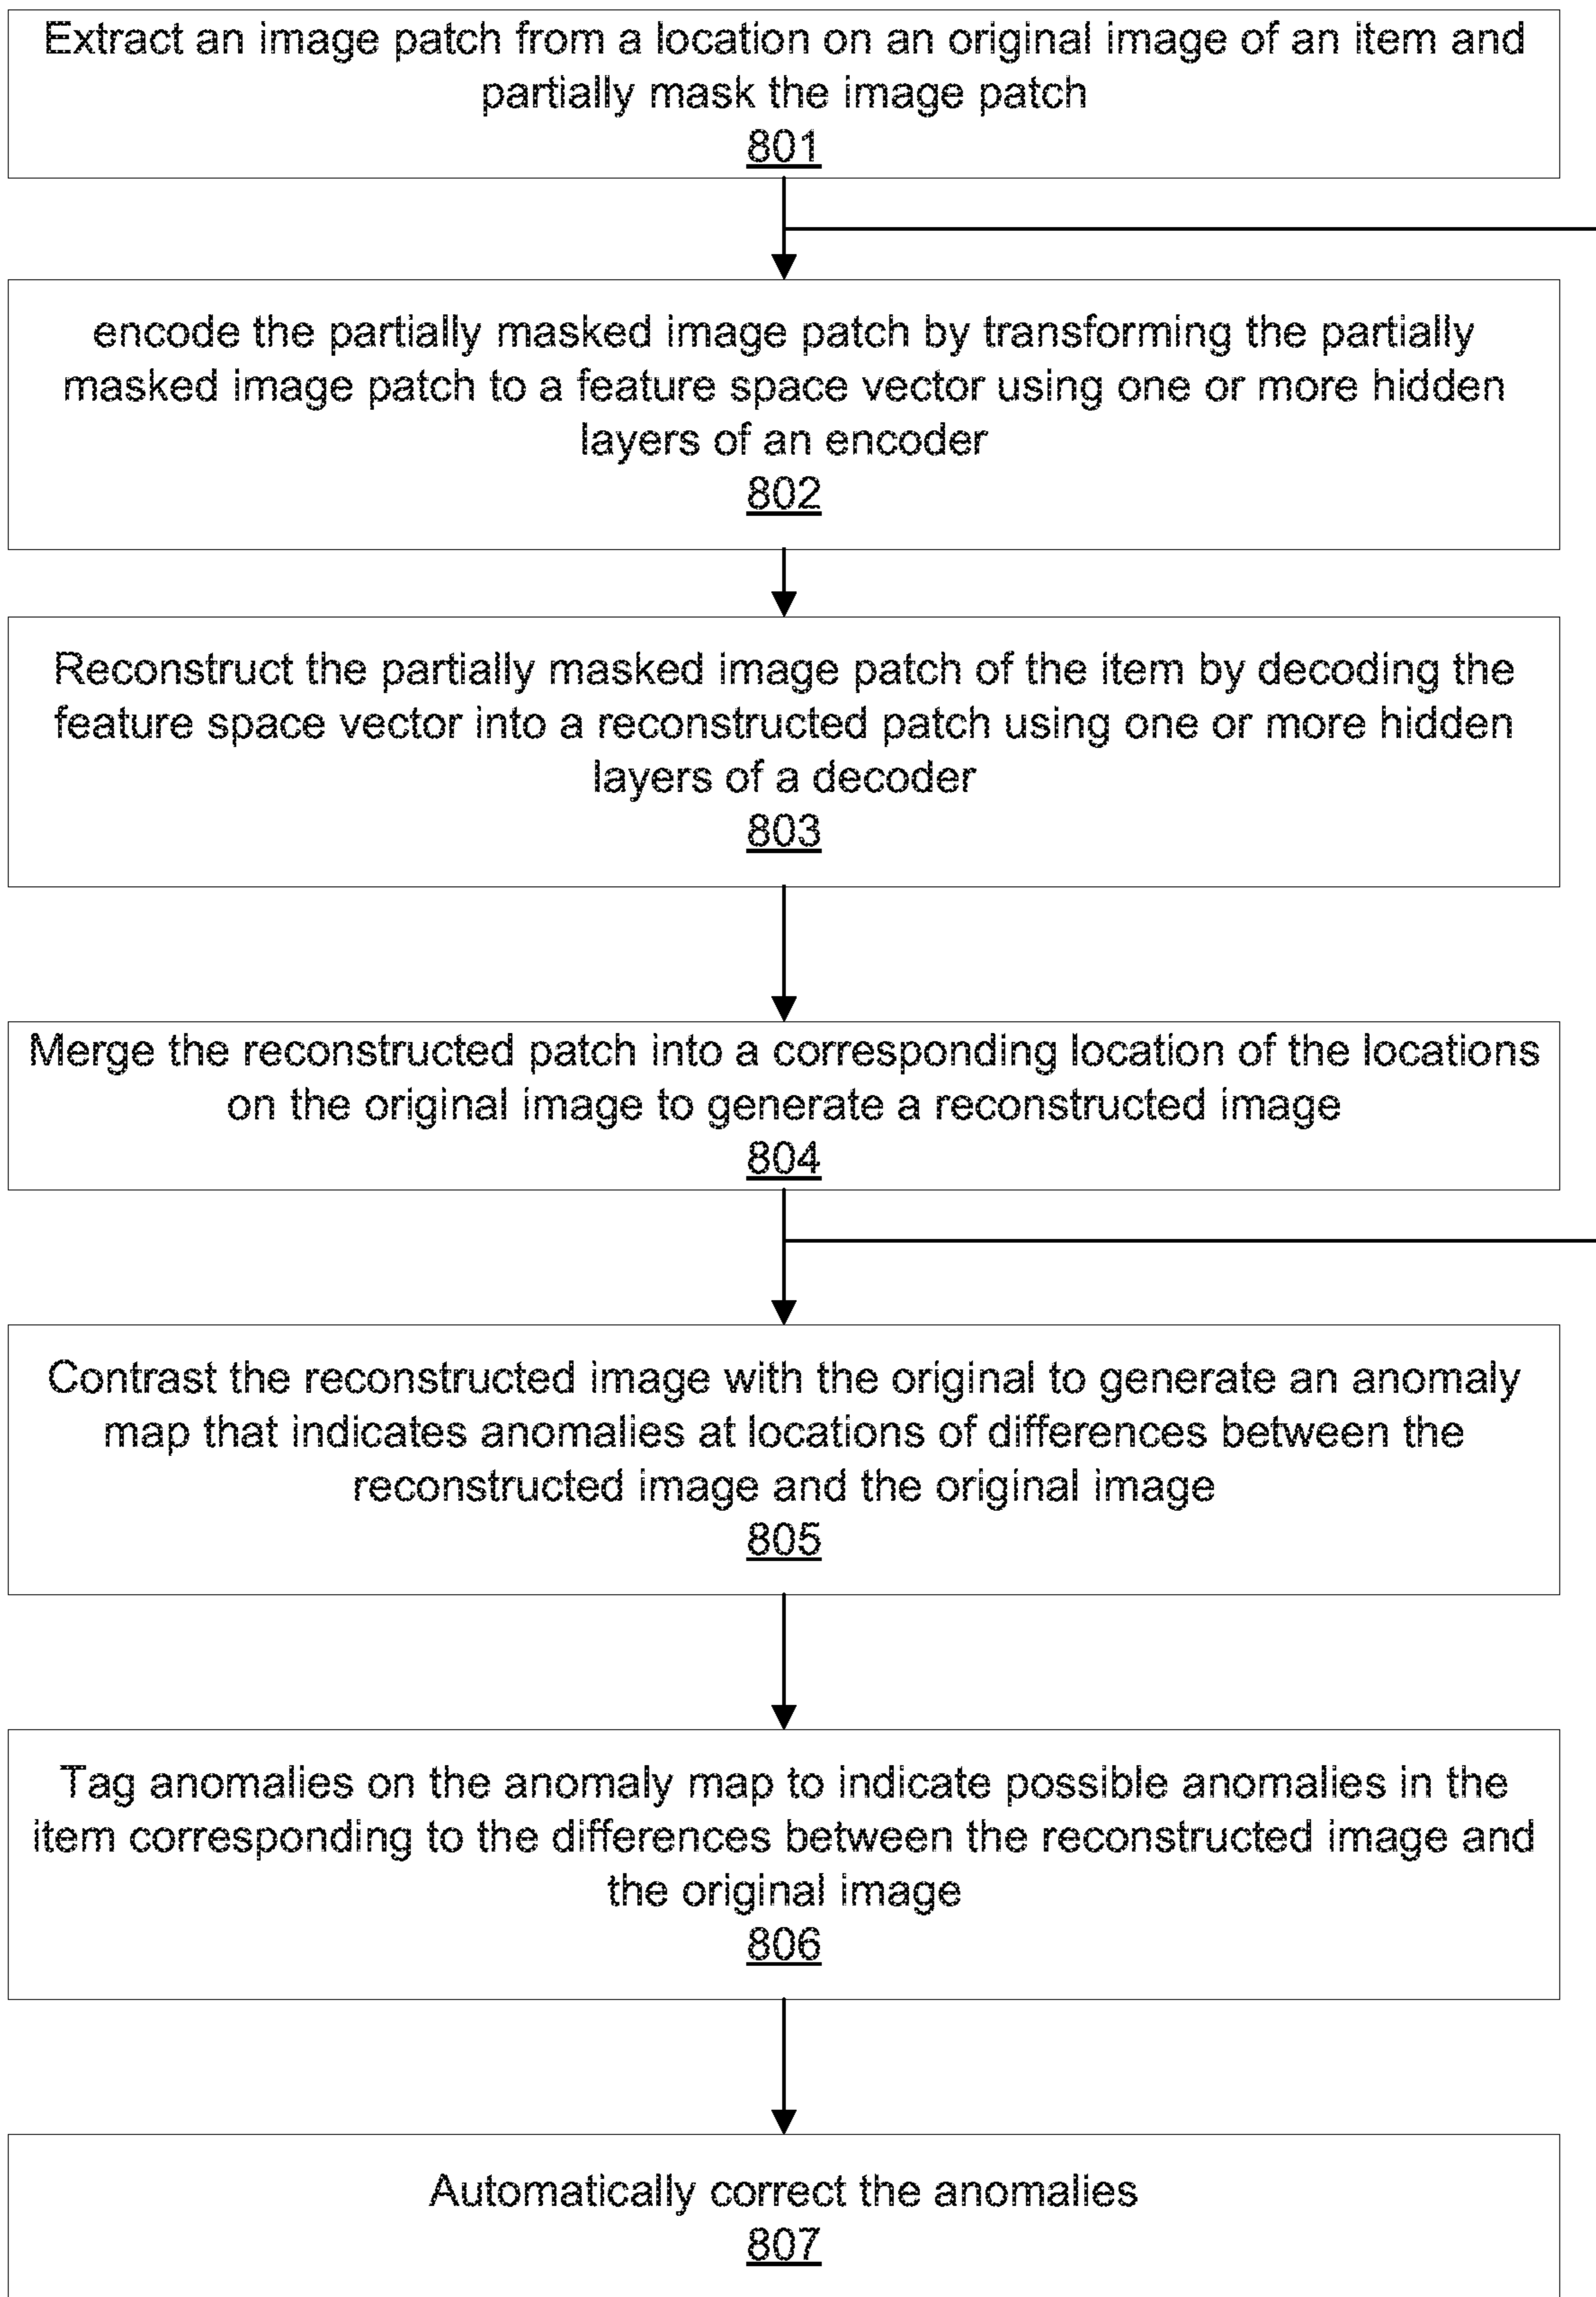 Extract an image patch from a location on an original image of an item and
partially mask the image patch
801
encode the partially masked image patch by transforming the partially
masked image patch to a feature space vector using one or more hidden
layers of an encoder
802
Reconstruct the partially masked image patch of the item by decoding the
feature space vector into a reconstructed patch using one or more hidden
layers of a decoder
803
Merge the reconstructed patch into a corresponding location of the locations
on the original image to generate a reconstructed image
804
Contrast the reconstructed image with the original to generate an anomaly
map that indicates anomalies at locations of differences between the
reconstructed image and the original image
805
Tag anomalies on the anomaly map to indicate possible anomalies in the
item corresponding to the differences between the reconstructed image and
the original image
806
Automatically correct the anomalies
807